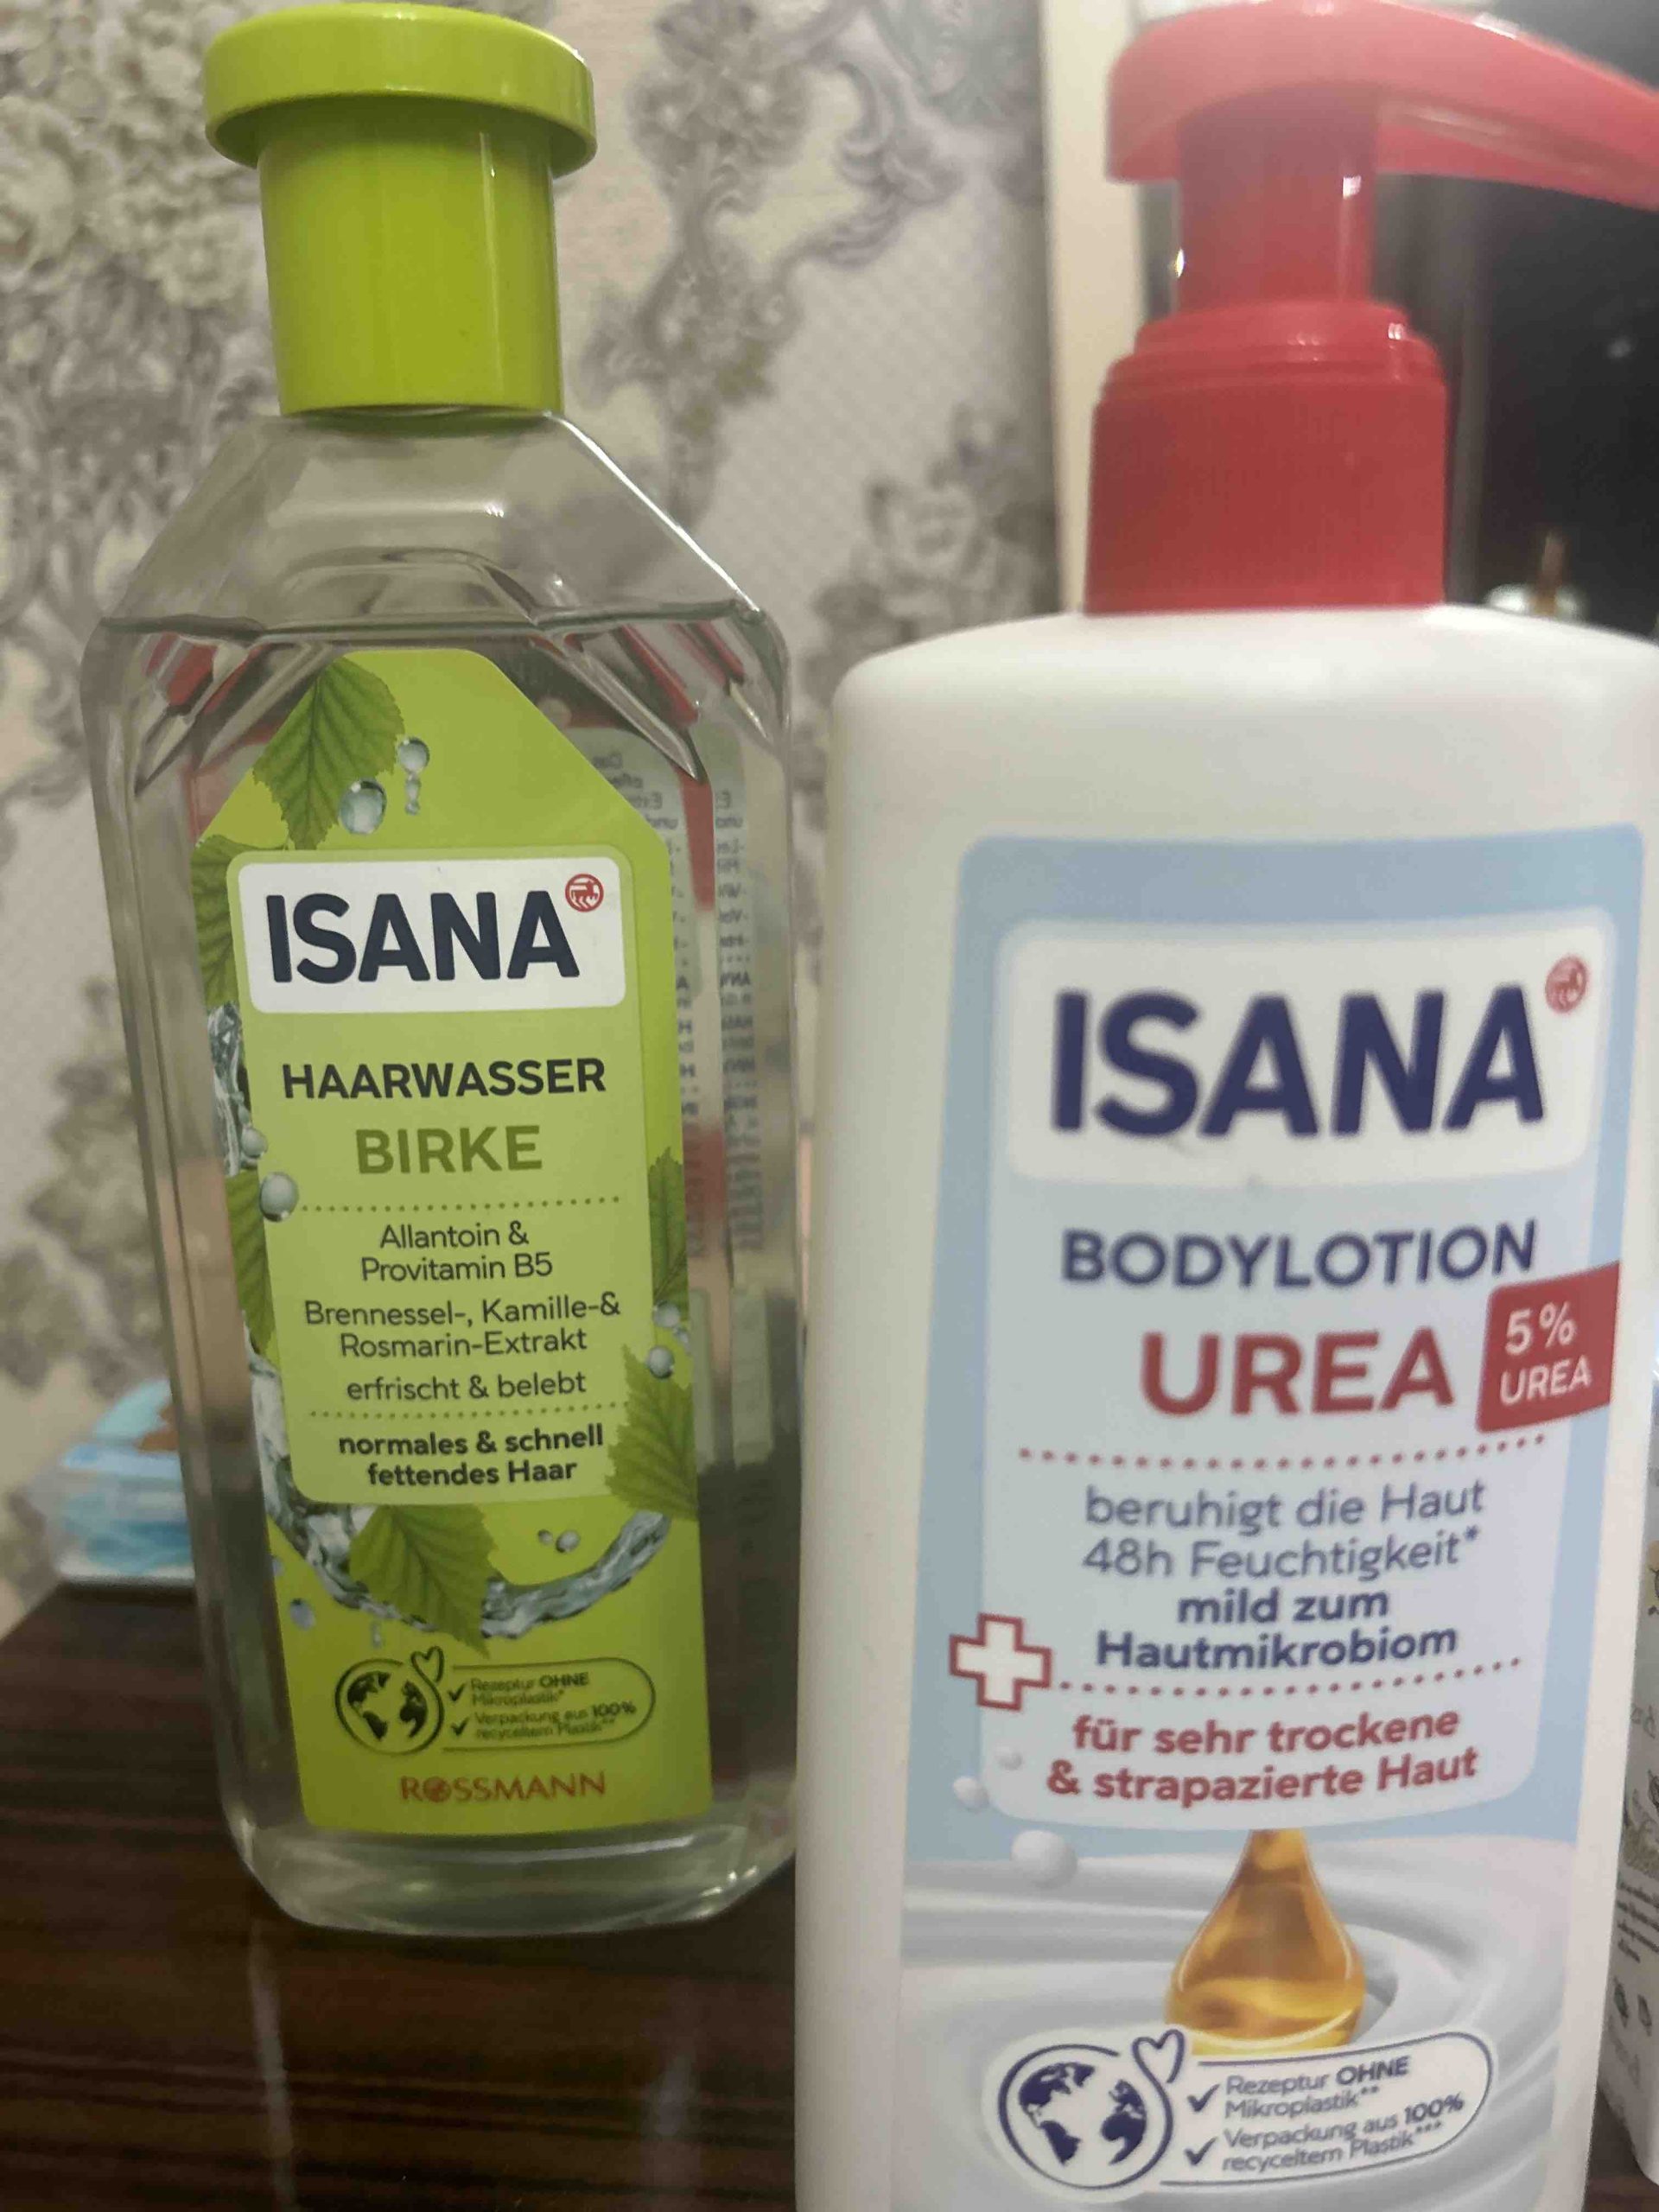 ISANA
HAARWASSER
BIRKE
Allantoin &
Provitamin B5
Brennessel-, Kamille-&
Rosmarin-Extrakt
erfrischt & belebt
normales & schnell
fettendes Haar
Rezeptur OHNE
Mikroplastik*
Verpackung aus 100%
recyceltem Plastik**
ROSSMANN
ISANA
BODYLOTION
UREA
5%
UREA
beruhigt die Haut
48h Feuchtigkeit*
mild zum
Hautmikrobiom
für sehr trockene
& strapazierte Haut
Rezeptur OHNE
Mikroplastik**
Verpackung aus 100%
recyceltem Plastik***